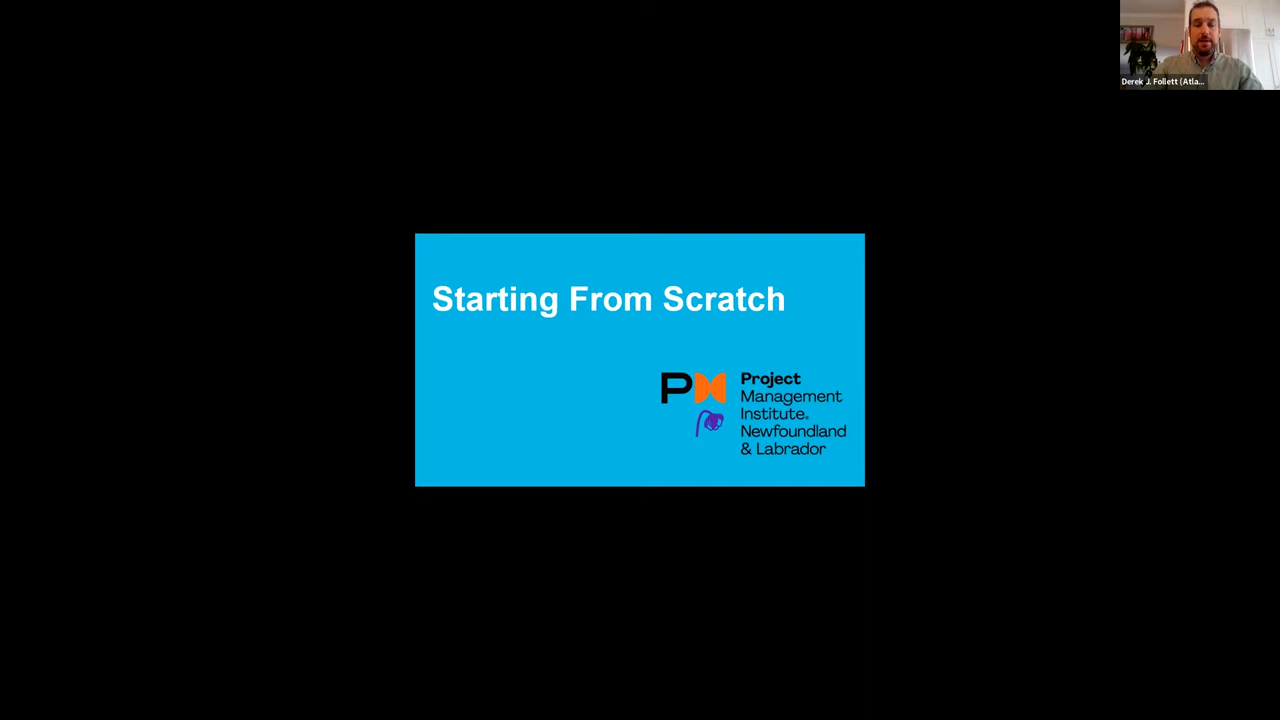 Derek J. Follett (Atla...
Starting From Scratch
PM
Project
Management
Institute®
Newfoundland
& Labrador